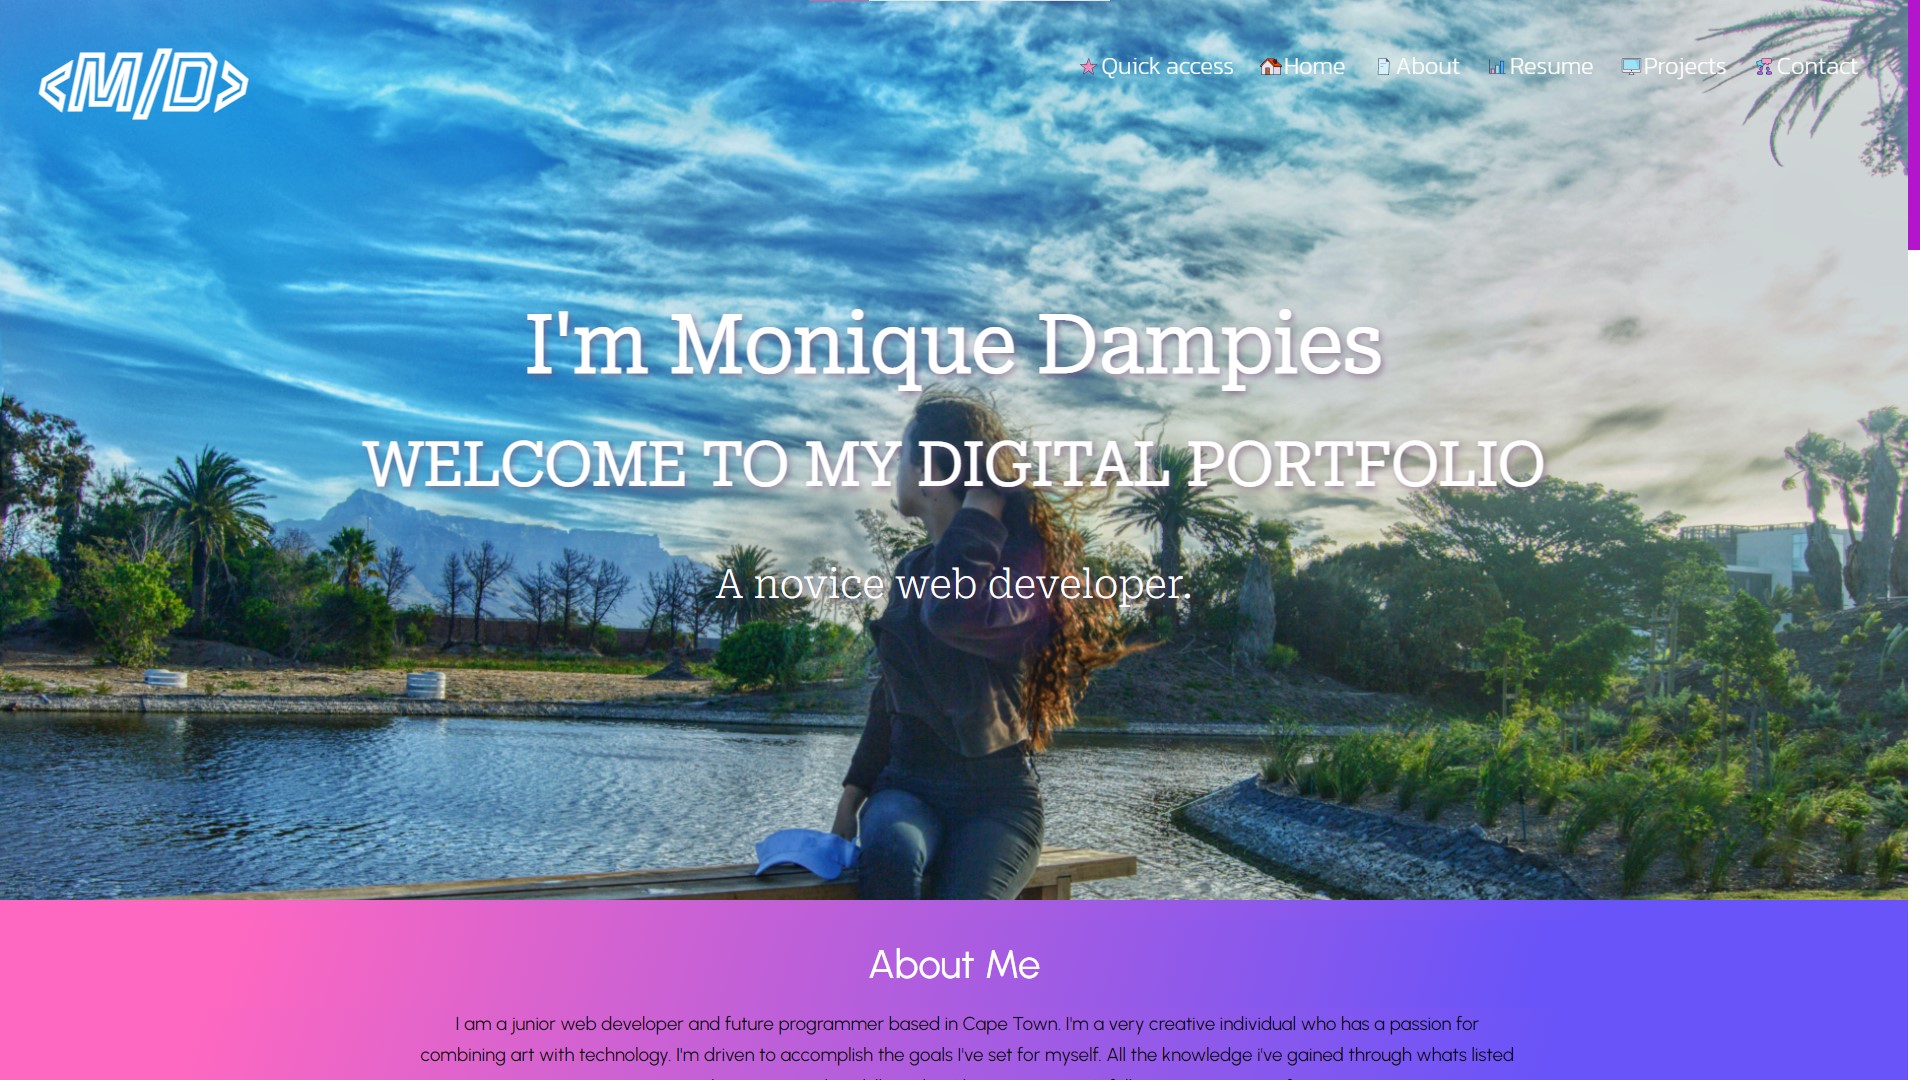 <M/D>
Quick access Home About Resume Projects Contact
I'm Monique Dampies
WELCOME TO MY DIGITAL PORTFOLIO
A novice web developer.
About Me
I am a junior web developer and future programmer based in Cape Town. I'm a very creative individual who has a passion for
combining art with technology. I'm driven to accomplish the goals I've set for myself. All the knowledge i've gained through whats listed